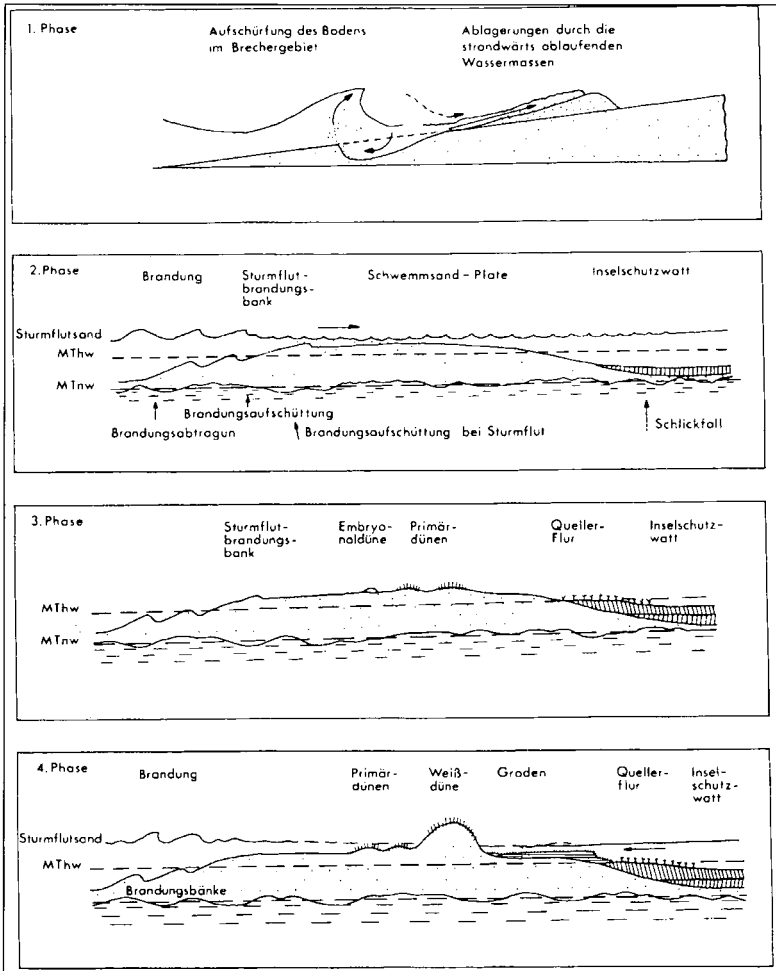 1. Phase
Aufschürfung des Bodens
im Brechergebiet
Ablagerungen durch die
strandwärts ablaufenden
Wassermassen
2. Phase
Brandung
Sturmflut-
brandungs-
bank
Schwemmsand-Plate
Inselschutzwatt
Sturmflutsand
MThw
MTnw
Brandungsaufschüttung
Brandungsabtragun
Brandungsaufschüttung bei Sturmflut
Schlickfall
3. Phase
Sturmflut-
brandungs-
bank
Embryo-
naldüne
Primär-
dünen
Queller-
Flur
Inselschutz-
watt
MThw
MTnw
4. Phase
Brandung
Primär-
dünen
Weiß-
düne
Groden
Queller-
flur
Insel-
schutz-
watt
Sturmflutsand
MThw
Brandungsbänke